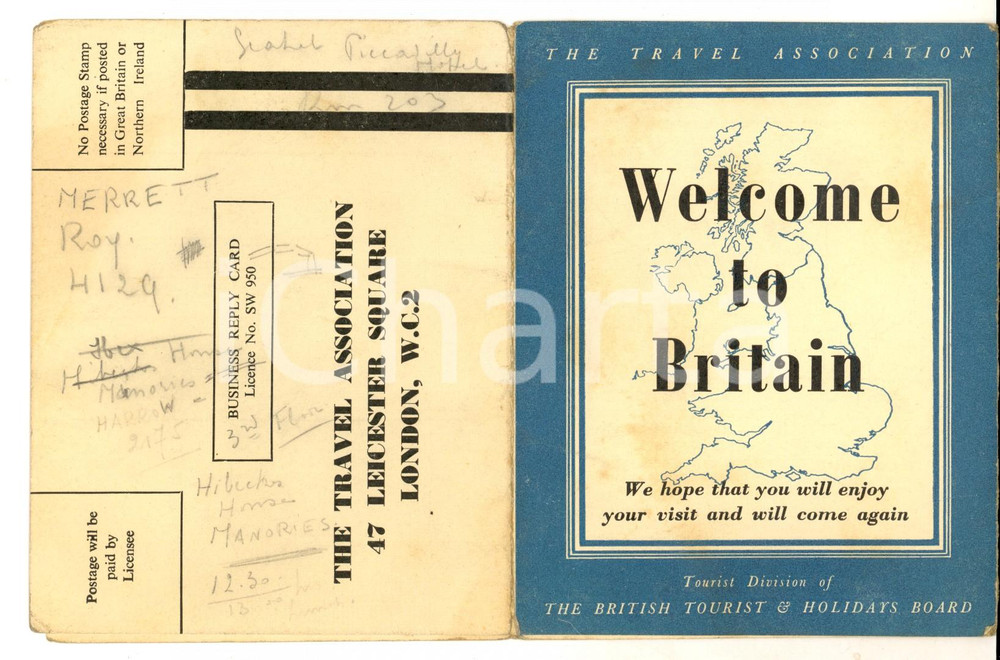 No Postage Stamp
necessary if posted
in Great Britain or
Northern Ireland
Piccadilly
Hotel.
203
MERRETT
Roy.
4129.
BUSINESS REPLY CARD
Licence No. SW 950
3rd Floor
House
Manories
HARROW
2175
House
MANORIES
12.30
THE TRAVEL ASSOCIATION
47 LEICESTER SQUARE
LONDON, W.C.2
Postage will be
paid by
Licensee
Charta
THE TRAVEL ASSOCIATION
Welcome
to
Britain
We hope that you will enjoy
your visit and will come again
Tourist Division of
THE BRITISH TOURIST & HOLIDAYS BOARD